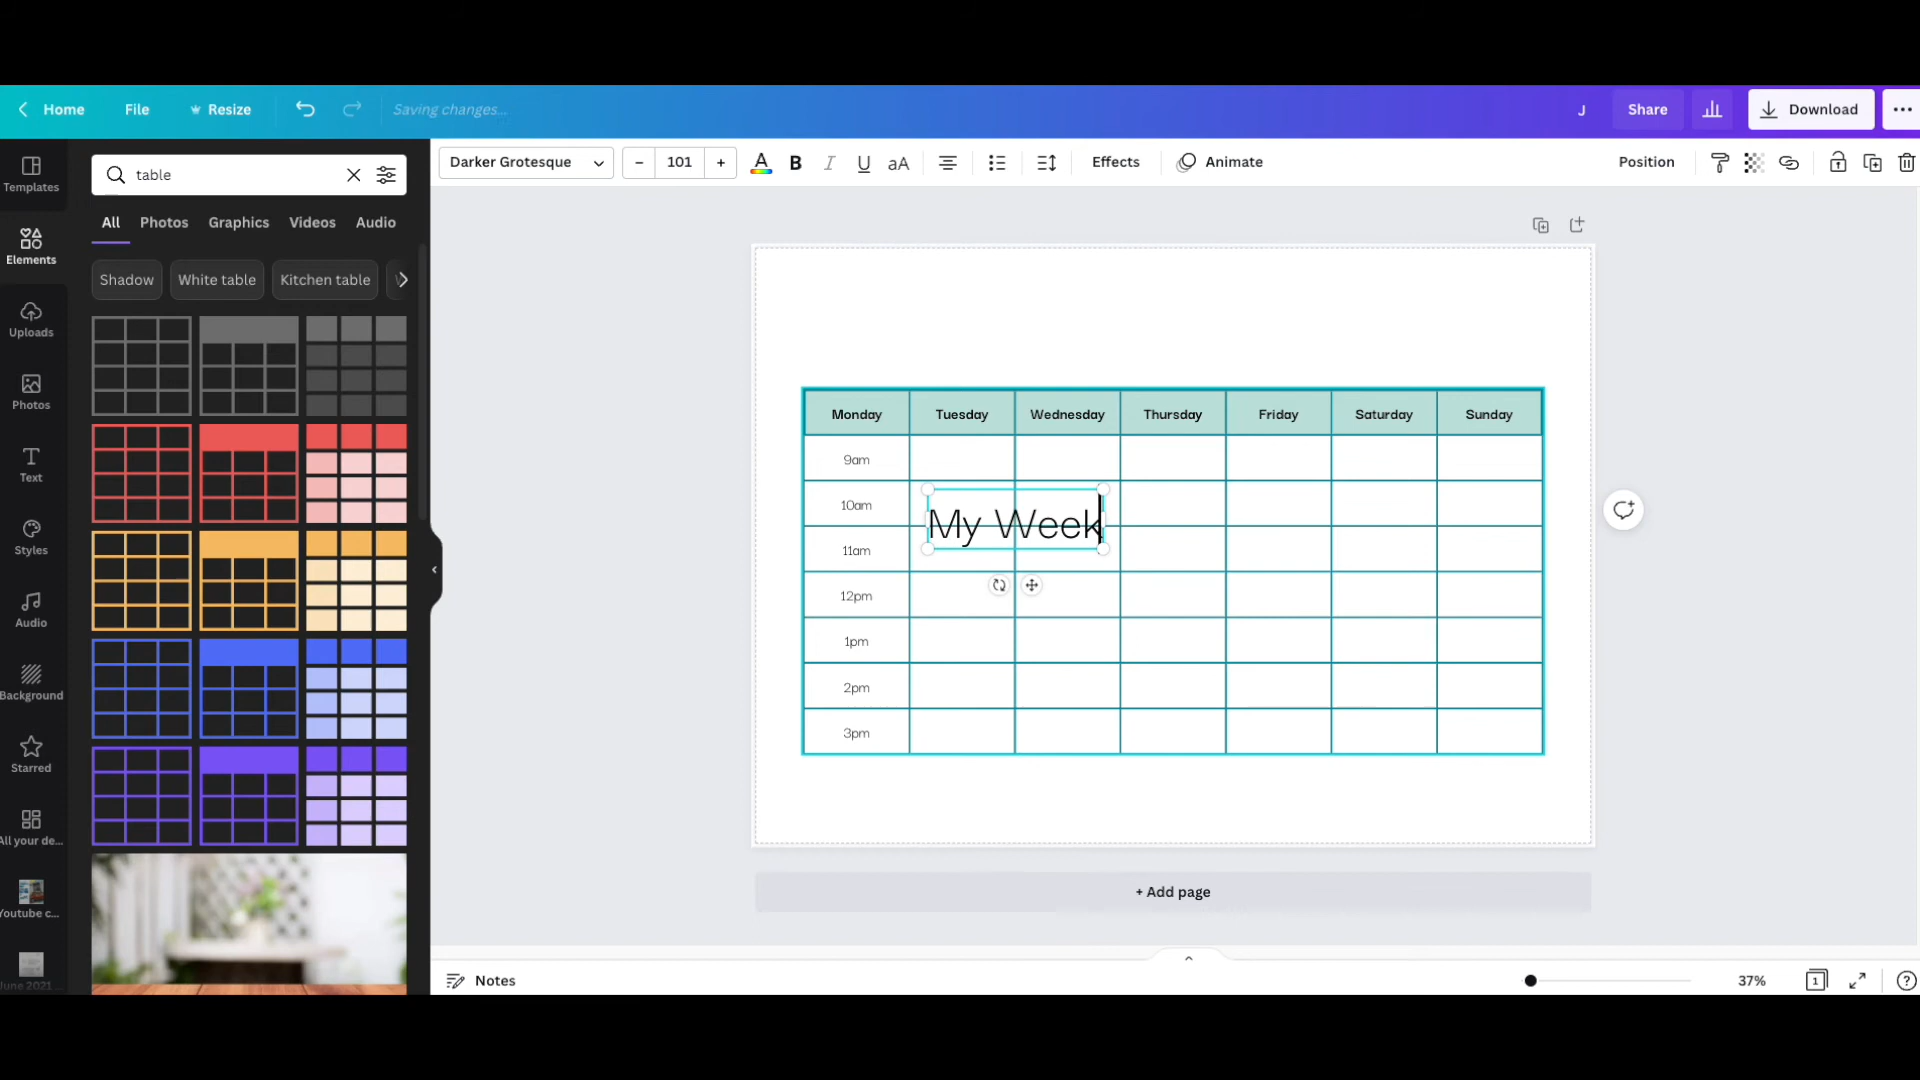 Home File Resize Saving changes... J Share Download
Darker Grotesque 101 A B I U aA Effects Animate Position
table
All Photos Graphics Videos Audio
Shadow White table Kitchen table
Templates
Elements
Uploads
Photos
Text
Styles
Audio
Background
Starred
All your de...
Youtube c...
June 2021 ...
Monday Tuesday Wednesday Thursday Friday Saturday Sunday
9am
10am
My Week
11am
12pm
1pm
2pm
3pm
+ Add page
Notes 37% 1 ?